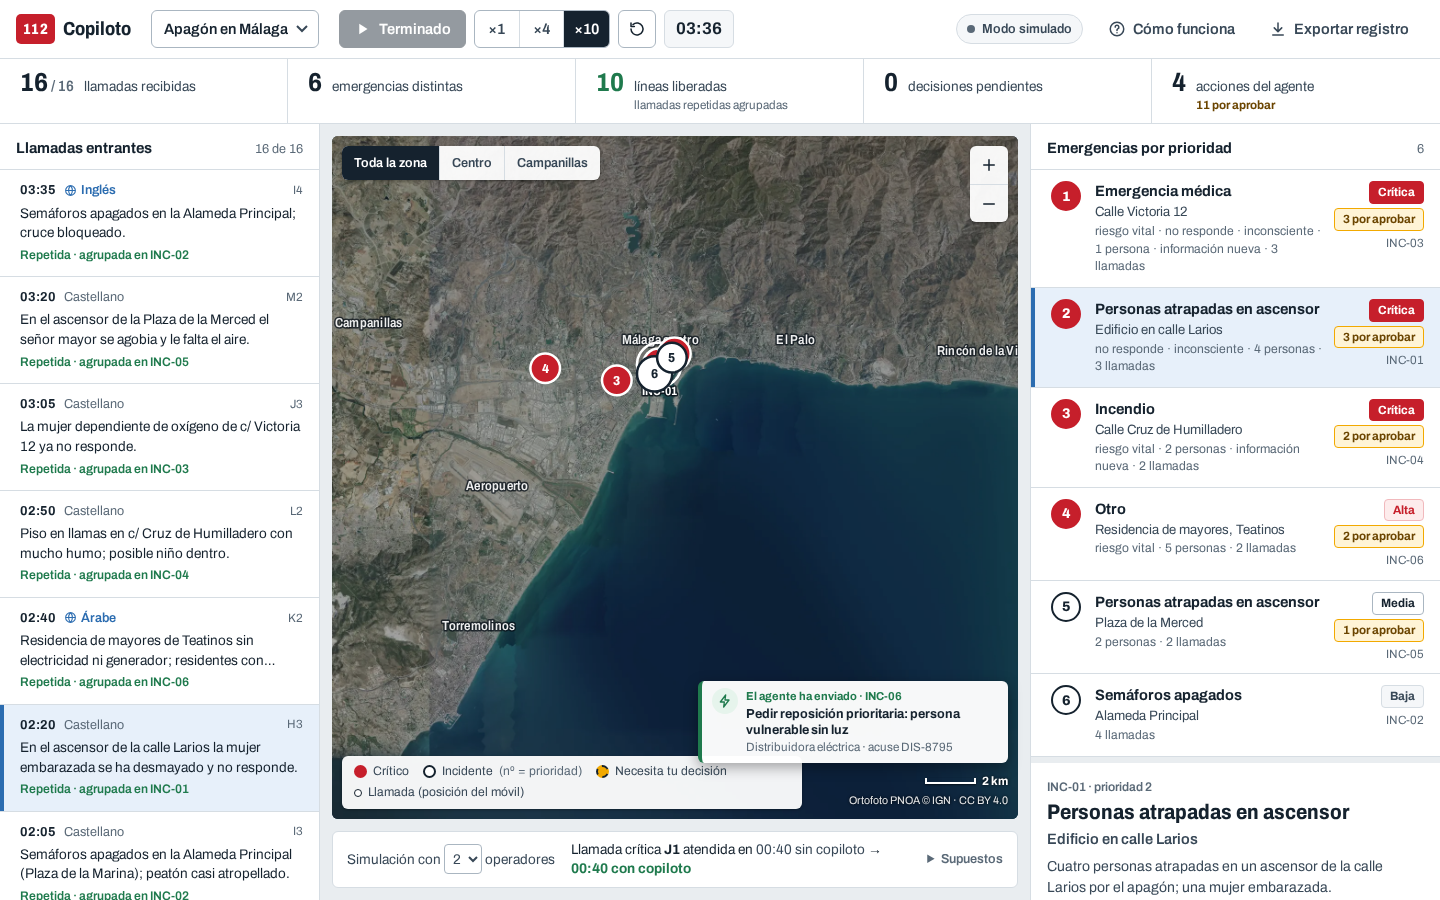 112 Copiloto
Apagón en Málaga
Terminado
×1 ×4 ×10
03:36
Modo simulado
Cómo funciona
Exportar registro
16 / 16 llamadas recibidas
6 emergencias distintas
10 líneas liberadas
llamadas repetidas agrupadas
0 decisiones pendientes
4 acciones del agente
11 por aprobar
Llamadas entrantes 16 de 16
03:35 Inglés I4
Semáforos apagados en la Alameda Principal;
cruce bloqueado.
Repetida · agrupada en INC-02
03:20 Castellano M2
En el ascensor de la Plaza de la Merced el
señor mayor se agobia y le falta el aire.
Repetida · agrupada en INC-05
03:05 Castellano J3
La mujer dependiente de oxígeno de c/ Victoria
12 ya no responde.
Repetida · agrupada en INC-03
02:50 Castellano L2
Piso en llamas en c/ Cruz de Humilladero con
mucho humo; posible niño dentro.
Repetida · agrupada en INC-04
02:40 Árabe K2
Residencia de mayores de Teatinos sin
electricidad ni generador; residentes con…
Repetida · agrupada en INC-06
02:20 Castellano H3
En el ascensor de la calle Larios la mujer
embarazada se ha desmayado y no responde.
Repetida · agrupada en INC-01
02:05 Castellano I3
Semáforos apagados en la Alameda Principal
(Plaza de la Marina); peatón casi atropellado.
Repetida · agrupada en INC-02
Toda la zona Centro Campanillas
+
−
Campanillas
El Palo
Rincón de la Vi
4
3
5
6
Aeropuerto
Torremolinos
El agente ha enviado · INC-06
Pedir reposición prioritaria: persona
vulnerable sin luz
Distribuidora eléctrica · acuse DIS-8795
Crítico Incidente (nº = prioridad) Necesita tu decisión
Llamada (posición del móvil)
2 km
Ortofoto PNOA © IGN · CC BY 4.0
Simulación con 2 operadores
Llamada crítica J1 atendida en 00:40 sin copiloto →
00:40 con copiloto
Supuestos
Emergencias por prioridad 6
1 Emergencia médica Crítica
Calle Victoria 12 3 por aprobar
riesgo vital · no responde · inconsciente · INC-03
1 persona · información nueva · 3
llamadas
2 Personas atrapadas en ascensor Crítica
Edificio en calle Larios 3 por aprobar
no responde · inconsciente · 4 personas · INC-01
3 llamadas
3 Incendio Crítica
Calle Cruz de Humilladero 2 por aprobar
riesgo vital · 2 personas · información INC-04
nueva · 2 llamadas
4 Otro Alta
Residencia de mayores, Teatinos 2 por aprobar
riesgo vital · 5 personas · 2 llamadas INC-06
5 Personas atrapadas en ascensor Media
Plaza de la Merced 1 por aprobar
2 personas · 2 llamadas INC-05
6 Semáforos apagados Baja
Alameda Principal INC-02
4 llamadas
INC-01 · prioridad 2
Personas atrapadas en ascensor
Edificio en calle Larios
Cuatro personas atrapadas en un ascensor de la calle
Larios por el apagón; una mujer embarazada.